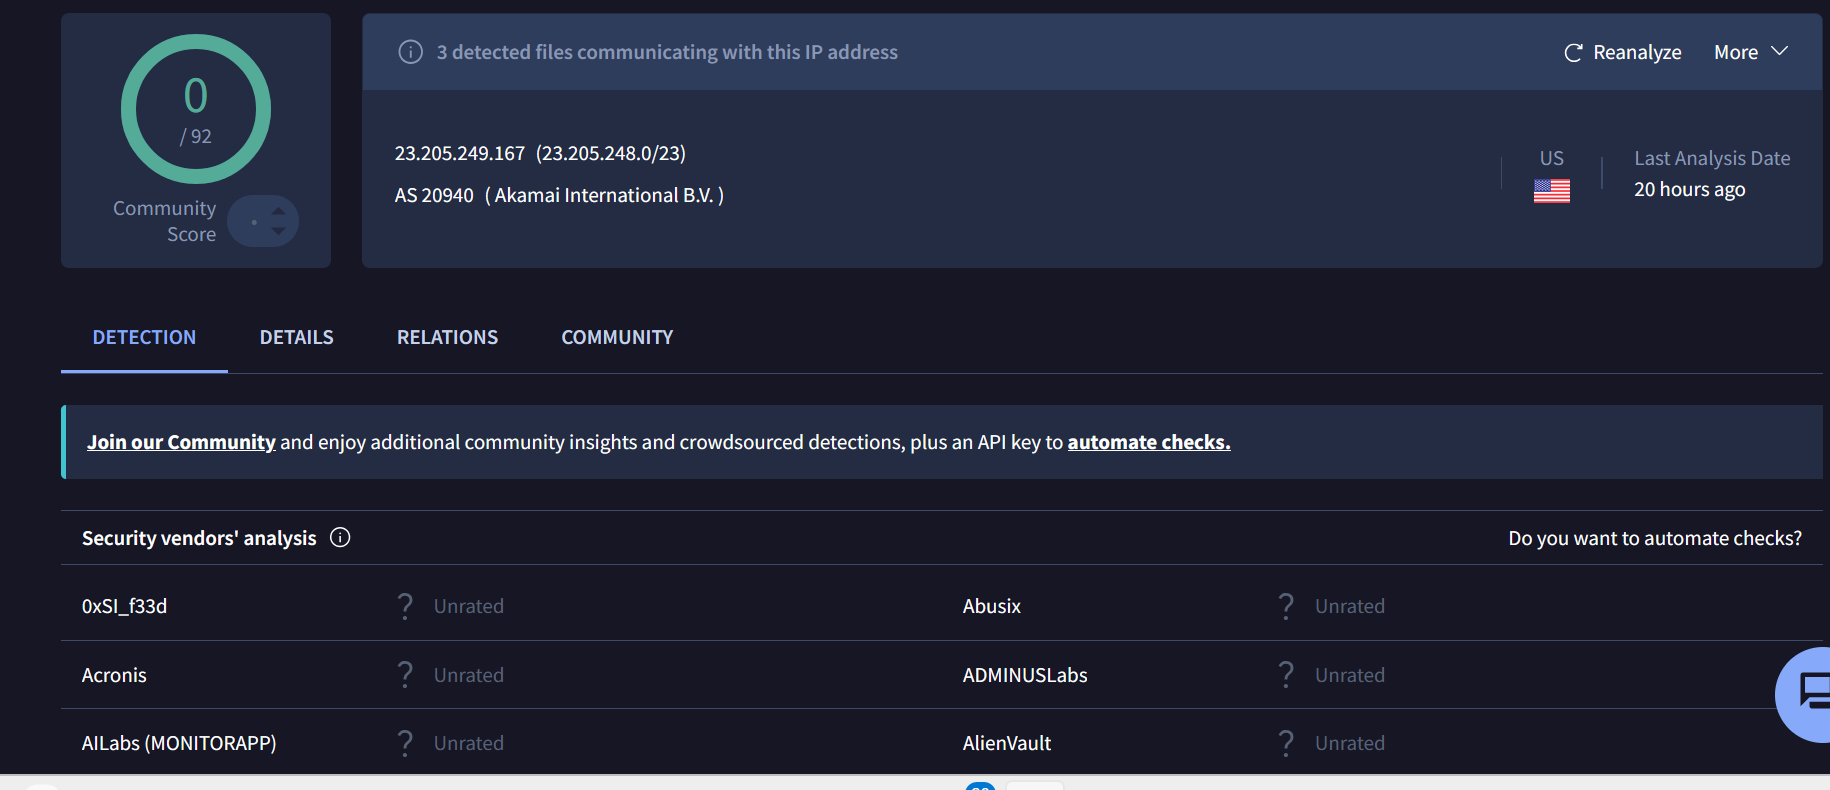 0
/ 92
Community
Score
3 detected files communicating with this IP address
Reanalyze
More
23.205.249.167 (23.205.248.0/23)
AS 20940 ( Akamai International B.V. )
US
Last Analysis Date
20 hours ago
DETECTION
DETAILS
RELATIONS
COMMUNITY
Join our Community and enjoy additional community insights and crowdsourced detections, plus an API key to automate checks.
Security vendors' analysis
Do you want to automate checks?
0xSI_f33d
? Unrated
Abusix
? Unrated
Acronis
? Unrated
ADMINUSLabs
? Unrated
AILabs (MONITORAPP)
? Unrated
AlienVault
? Unrated